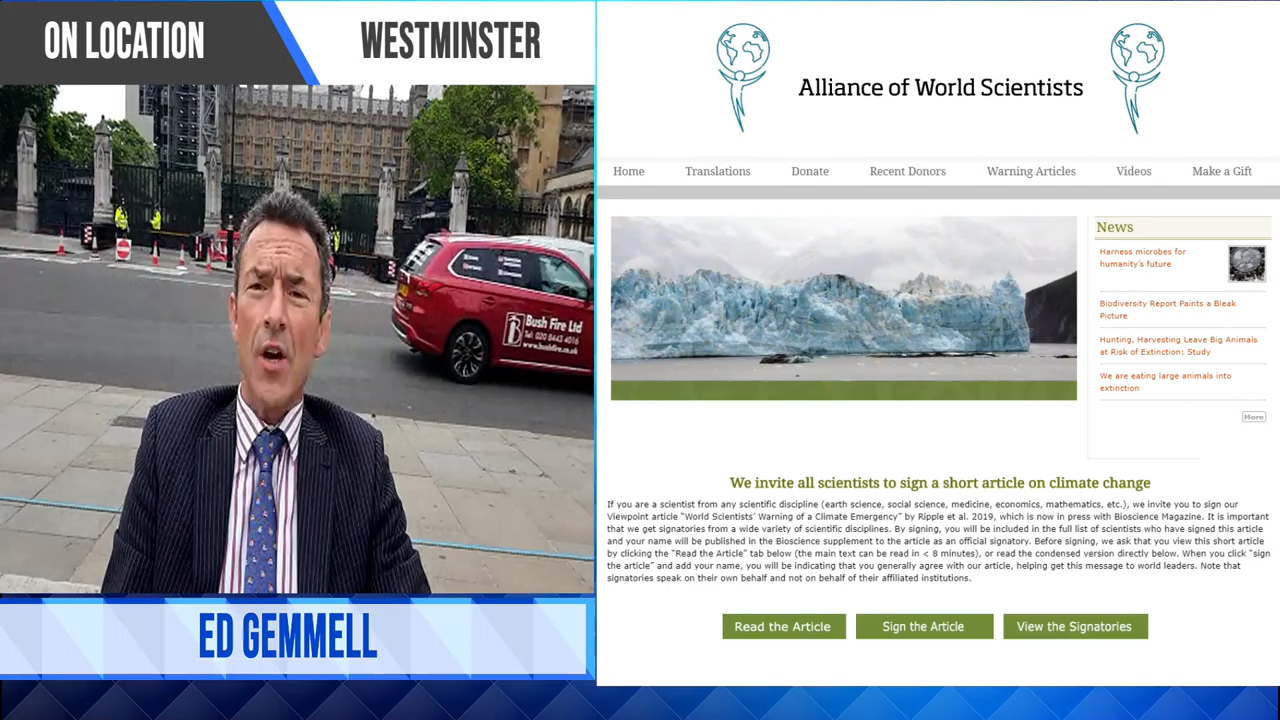 ON LOCATION
WESTMINSTER
Bush Fire Ltd
Tel: 020 8443 4016
www.bushfire.co.uk
ED GEMMELL
Alliance of World Scientists
Home Translations Donate Recent Donors Warning Articles Videos Make a Gift
News
Harness microbes for
humanity's future
Biodiversity Report Paints a Bleak
Picture
Hunting, Harvesting Leave Big Animals
at Risk of Extinction: Study
We are eating large animals into
extinction
More
We invite all scientists to sign a short article on climate change
If you are a scientist from any scientific discipline (earth science, social science, medicine, economics, mathematics, etc.), we invite you to sign our
Viewpoint article "World Scientists' Warning of a Climate Emergency" by Ripple et al. 2019, which is now in press with Bioscience Magazine. It is important
that we get signatories from a wide variety of scientific disciplines. By signing, you will be included in the full list of scientists who have signed this article
and your name will be published in the Bioscience supplement to the article as an official signatory. Before signing, we ask that you view this short article
by clicking the "Read the Article" tab below (the main text can be read in < 8 minutes), or read the condensed version directly below. When you click "sign
the article" and add your name, you will be indicating that you generally agree with our article, helping get this message to world leaders. Note that
signatories speak on their own behalf and not on behalf of their affiliated institutions.
Read the Article
Sign the Article
View the Signatories